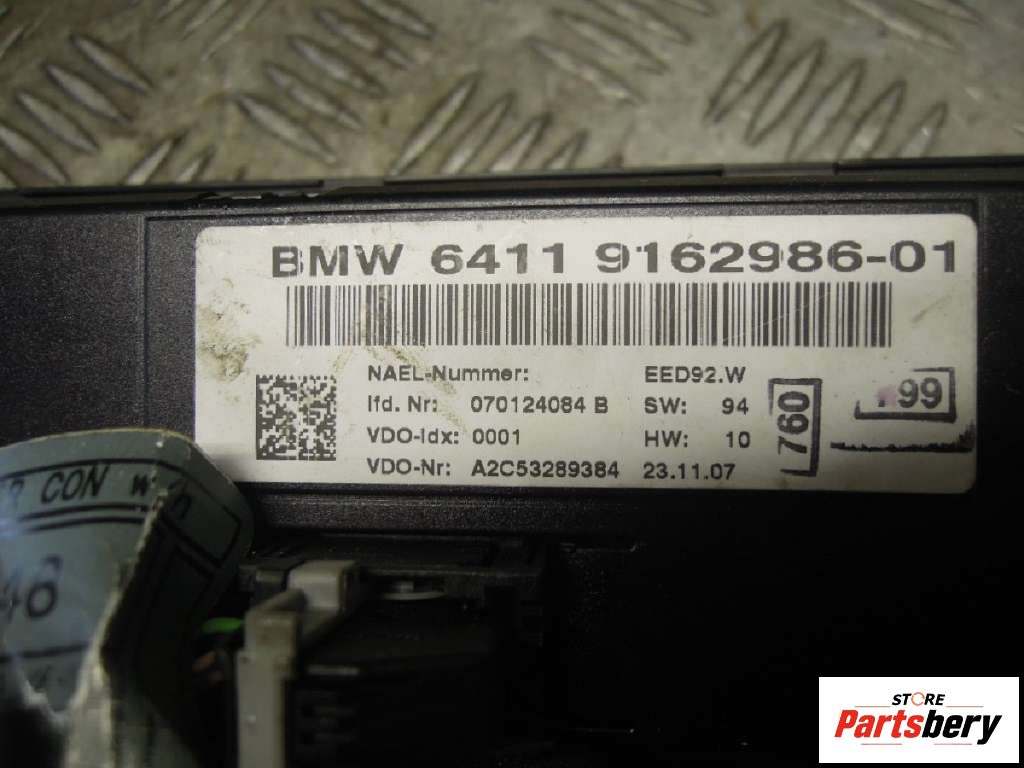 BMW 6411 9162986-01
NAEL-Nummer: EED92.W
lfd. Nr: 070124084 B SW: 94
VDO-Idx: 0001 HW: 10
VDO-Nr: A2C53289384 23.11.07
760
99
CON
46
STORE
Partsbery